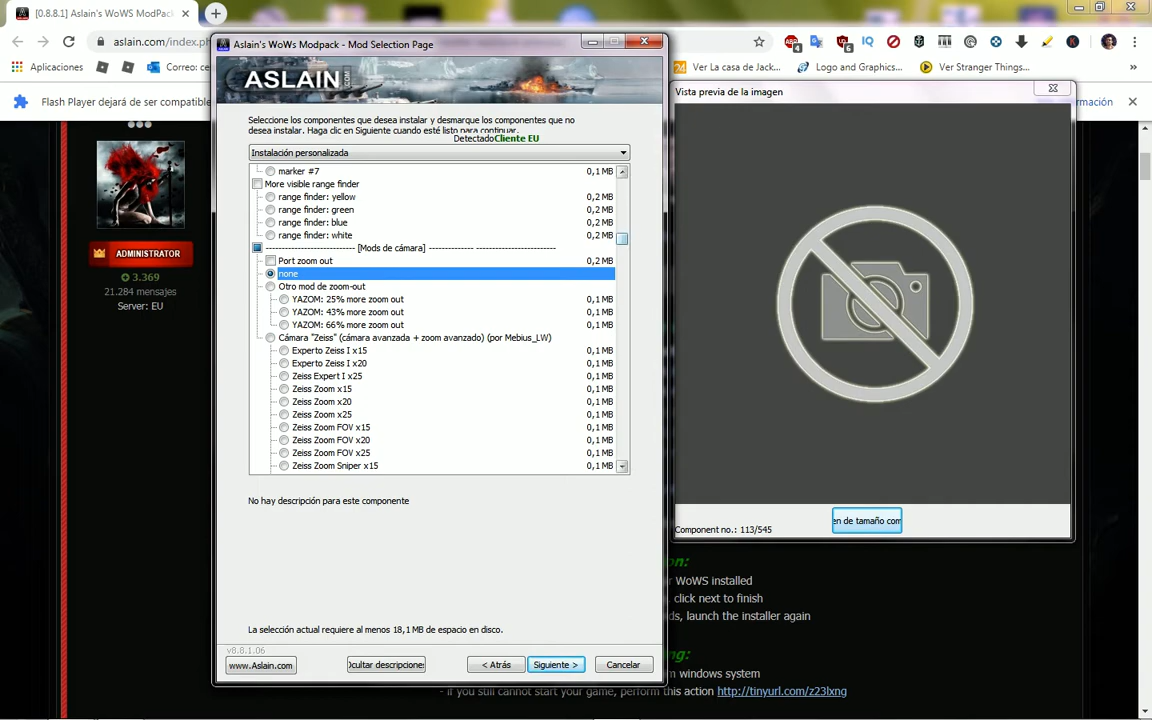 [0.8.8.1] Aslain's WoWS ModPack
aslain.com/index.ph
Aplicaciones
Correo: ce
Ver La casa de Jack...
Logo and Graphics...
Ver Stranger Things...
Flash Player dejará de ser compatible
ormación
ADMINISTRATOR
3.369
21.284 mensajes
Server: EU
Aslain's WoWs Modpack - Mod Selection Page
ASLAIN.COM
Seleccione los componentes que desea instalar y desmarque los componentes que no
desea instalar. Haga clic en Siguiente cuando esté listo para continuar.
DetectadoCliente EU
Instalación personalizada
marker #7 0,1 MB
More visible range finder
range finder: yellow 0,2 MB
range finder: green 0,2 MB
range finder: blue 0,2 MB
range finder: white 0,2 MB
------------------------- [Mods de cámara] ------------- ---------------------
Port zoom out 0,2 MB
none
Otro mod de zoom-out
YAZOM: 25% more zoom out 0,1 MB
YAZOM: 43% more zoom out 0,1 MB
YAZOM: 66% more zoom out 0,1 MB
Cámara "Zeiss" (cámara avanzada + zoom avanzado) (por Mebius_LW)
Experto Zeiss I x15 0,1 MB
Experto Zeiss I x20 0,1 MB
Zeiss Expert I x25 0,1 MB
Zeiss Zoom x15 0,1 MB
Zeiss Zoom x20 0,1 MB
Zeiss Zoom x25 0,1 MB
Zeiss Zoom FOV x15 0,1 MB
Zeiss Zoom FOV x20 0,1 MB
Zeiss Zoom FOV x25 0,1 MB
Zeiss Zoom Sniper x15 0,1 MB
No hay descripción para este componente
La selección actual requiere al menos 18,1 MB de espacio en disco.
v8.8.1.06
www.Aslain.com
Ocultar descripciones
< Atrás
Siguiente >
Cancelar
Vista previa de la imagen
Component no.: 113/545
en de tamaño com
on:
r WoWS installed
, click next to finish
ds, launch the installer again
ng:
m windows system
- if you still cannot start your game, perform this action http://tinyurl.com/z23lxng